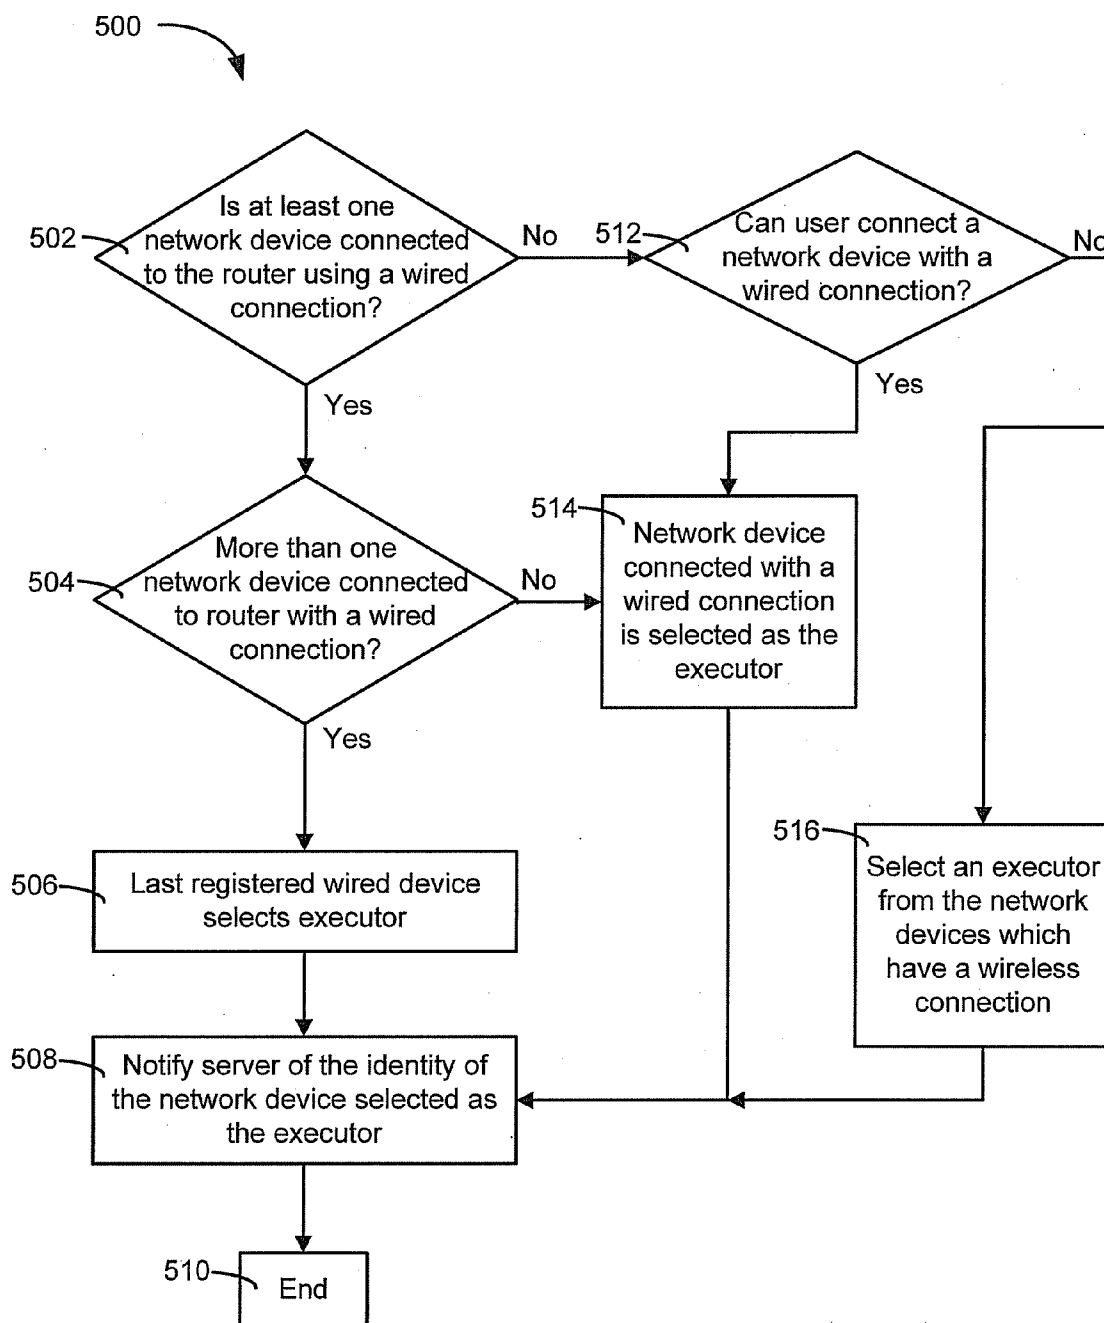 500
502
Is at least one
network device connected
to the router using a wired
connection?
No
512
Can user connect a
network device with a
wired connection?
No
Yes
Yes
504
More than one
network device connected
to router with a wired
connection?
No
514
Network device
connected with a
wired connection
is selected as the
executor
Yes
506
Last registered wired device
selects executor
516
Select an executor
from the network
devices which
have a wireless
connection
508
Notify server of the identity of
the network device selected as
the executor
510
End